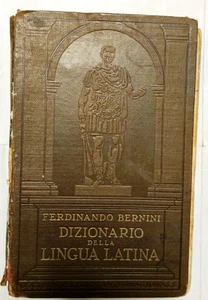 FERDINANDO BERNINI
DIZIONARIO
DELLA
LINGUA LATINA